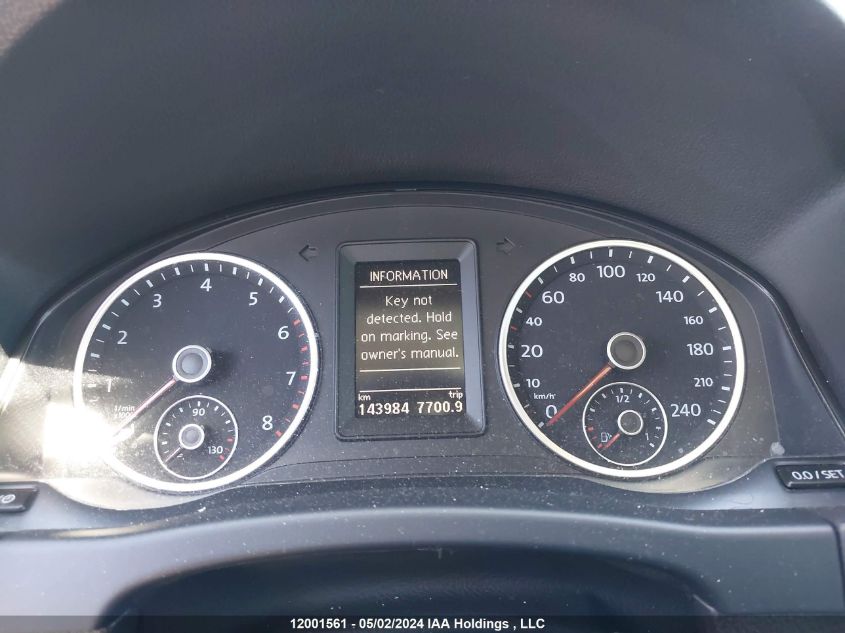 INFORMATION
Key not
detected. Hold
on marking. See
owner's manual.
km trip
143984 7700.9
1 2 3 4 5 6 7 8
1/min
x1000
90
130
0 10 20 40 60 80 100 120 140 160 180 210 240
km/h
1/2
1
0.0 / SET
12001561 - 05/02/2024 IAA Holdings , LLC